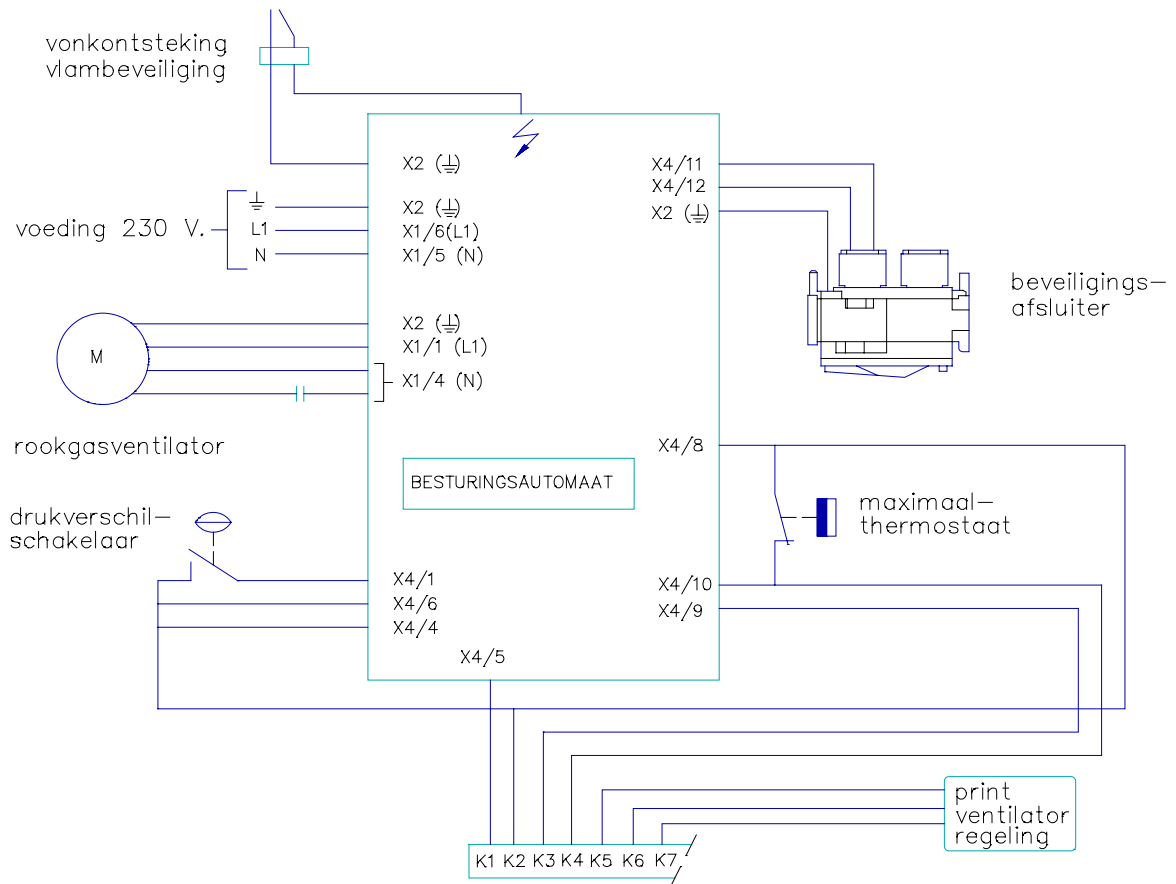 vonkontsteking
vlambeveiliging
X2 (⏚)
voeding 230 V.
L1
N
X2 (⏚)
X1/6(L1)
X1/5 (N)
M
X2 (⏚)
X1/1 (L1)
X1/4 (N)
rookgasventilator
BESTURINGSAUTOMAAT
drukverschil-
schakelaar
X4/1
X4/6
X4/4
X4/5
X4/11
X4/12
X2 (⏚)
beveiligings-
afsluiter
X4/8
maximaal-
thermostaat
X4/10
X4/9
print
ventilator
regeling
K1 K2 K3 K4 K5 K6 K7